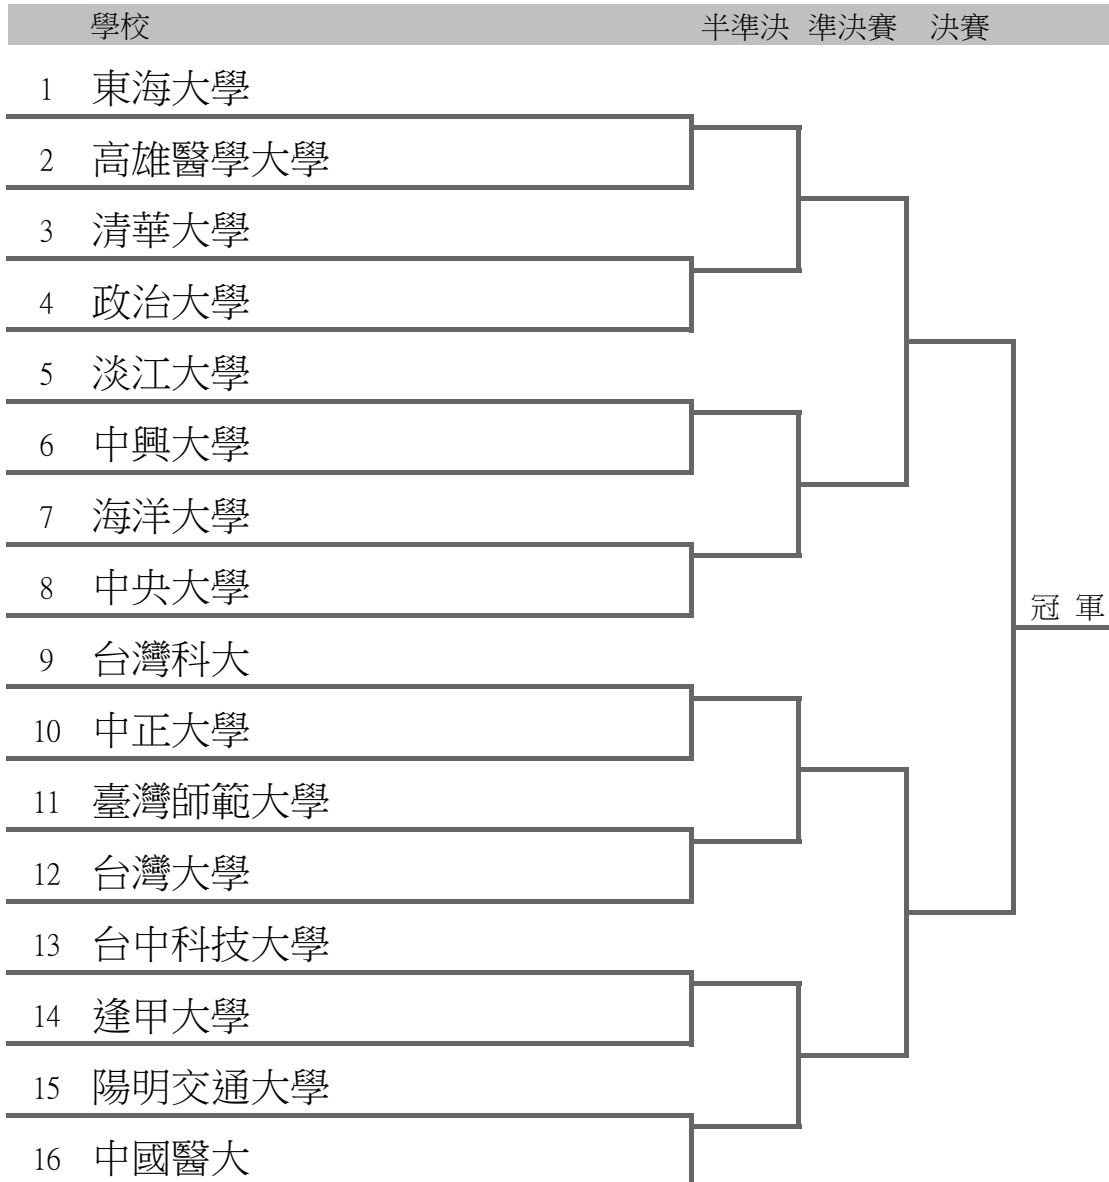 學校 半準決 準決賽 決賽
1 東海大學
2 高雄醫學大學
3 清華大學
4 政治大學
5 淡江大學
6 中興大學
7 海洋大學
8 中央大學
冠 軍
9 台灣科大
10 中正大學
11 臺灣師範大學
12 台灣大學
13 台中科技大學
14 逢甲大學
15 陽明交通大學
16 中國醫大